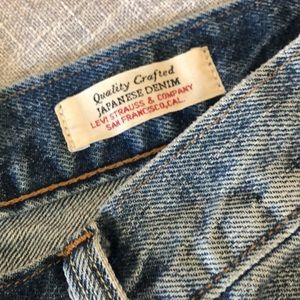 Quality Crafted
JAPANESE DENIM
LEVI STRAUSS & COMPANY
SAN FRANCISCO, CAL.